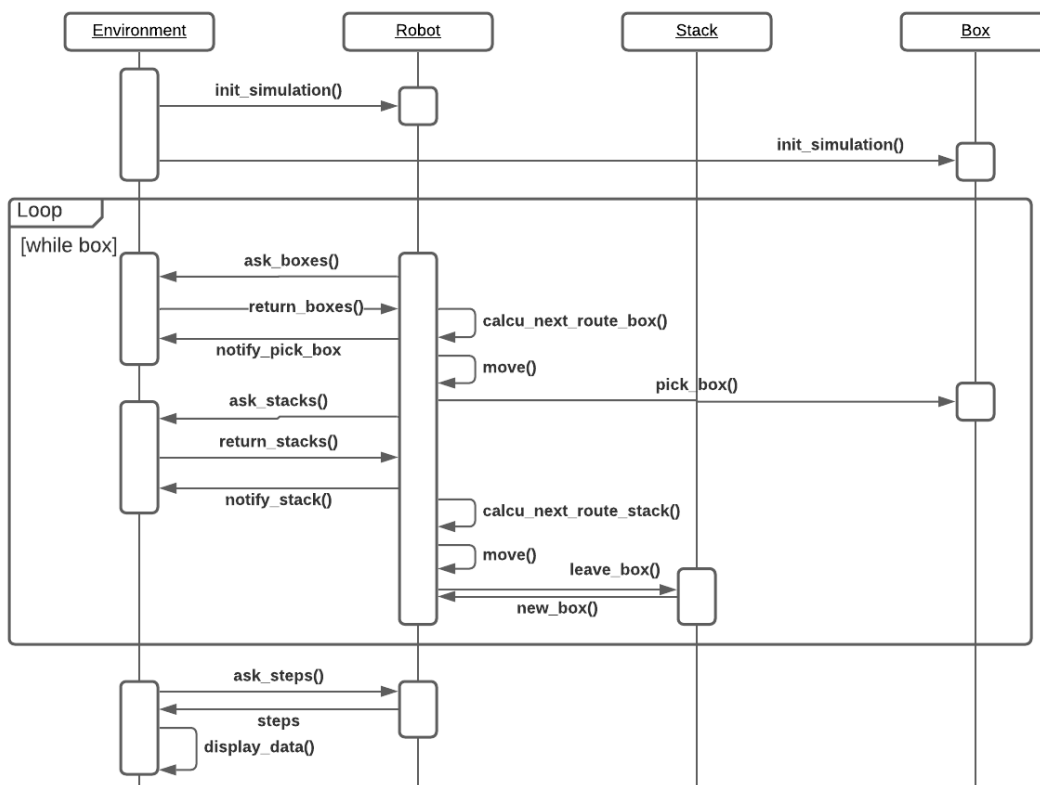 Environment
Robot
Stack
Box
init_simulation()
init_simulation()
Loop
[while box]
ask_boxes()
return_boxes()
calcu_next_route_box()
notify_pick_box
move()
pick_box()
ask_stacks()
return_stacks()
notify_stack()
calcu_next_route_stack()
move()
leave_box()
new_box()
ask_steps()
steps
display_data()